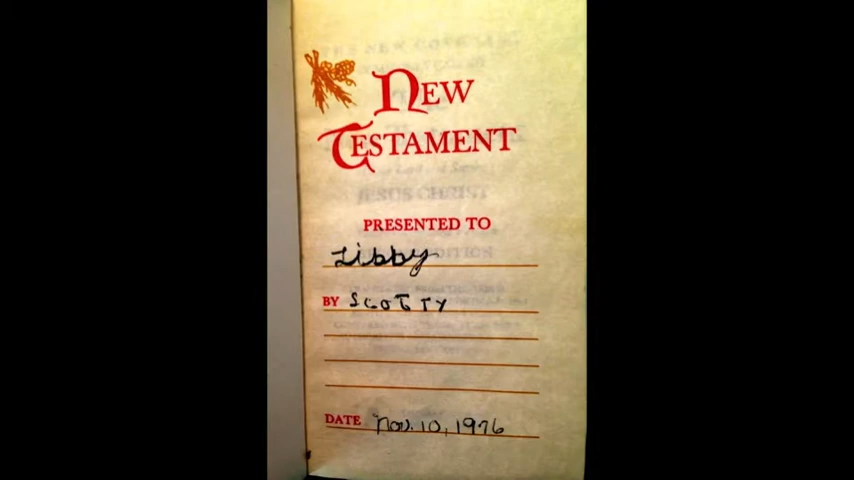 New
Testament
PRESENTED TO
Libby
BY Scotty
DATE Nov. 10, 1976